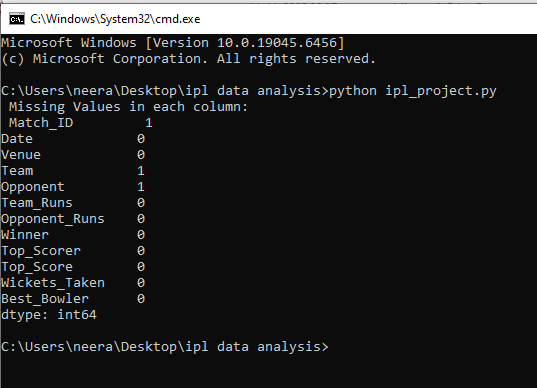 C:\Windows\System32\cmd.exe
Microsoft Windows [Version 10.0.19045.6456]
(c) Microsoft Corporation. All rights reserved.
C:\Users\neera\Desktop\ipl data analysis>python ipl_project.py
Missing Values in each column:
Match_ID 1
Date 0
Venue 0
Team 1
Opponent 1
Team_Runs 0
Opponent_Runs 0
Winner 0
Top_Scorer 0
Top_Score 0
Wickets_Taken 0
Best_Bowler 0
dtype: int64
C:\Users\neera\Desktop\ipl data analysis>